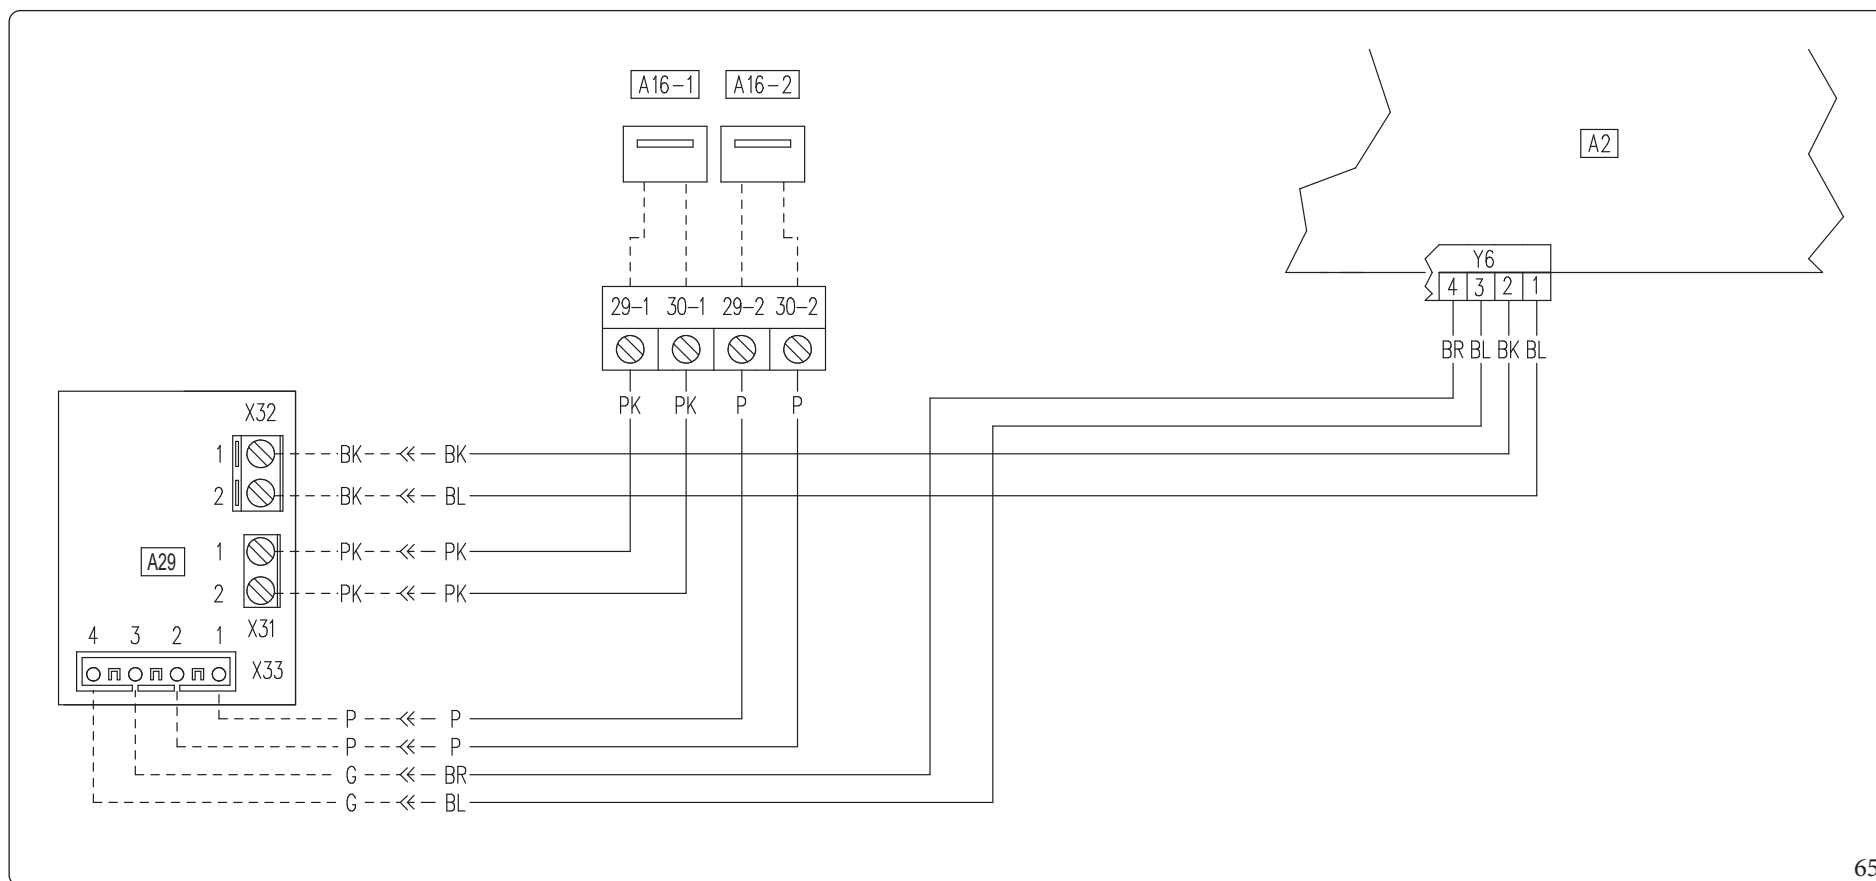 A16-1 A16-2
A2
Y6
4 3 2 1
BR BL BK BL
29-1 30-1 29-2 30-2
PK PK P P
X32
1 BK BK
2 BK BL
A29
1 PK PK
2 PK PK
X31
4 3 2 1
X33
P P
P P
G BR
G BL
65